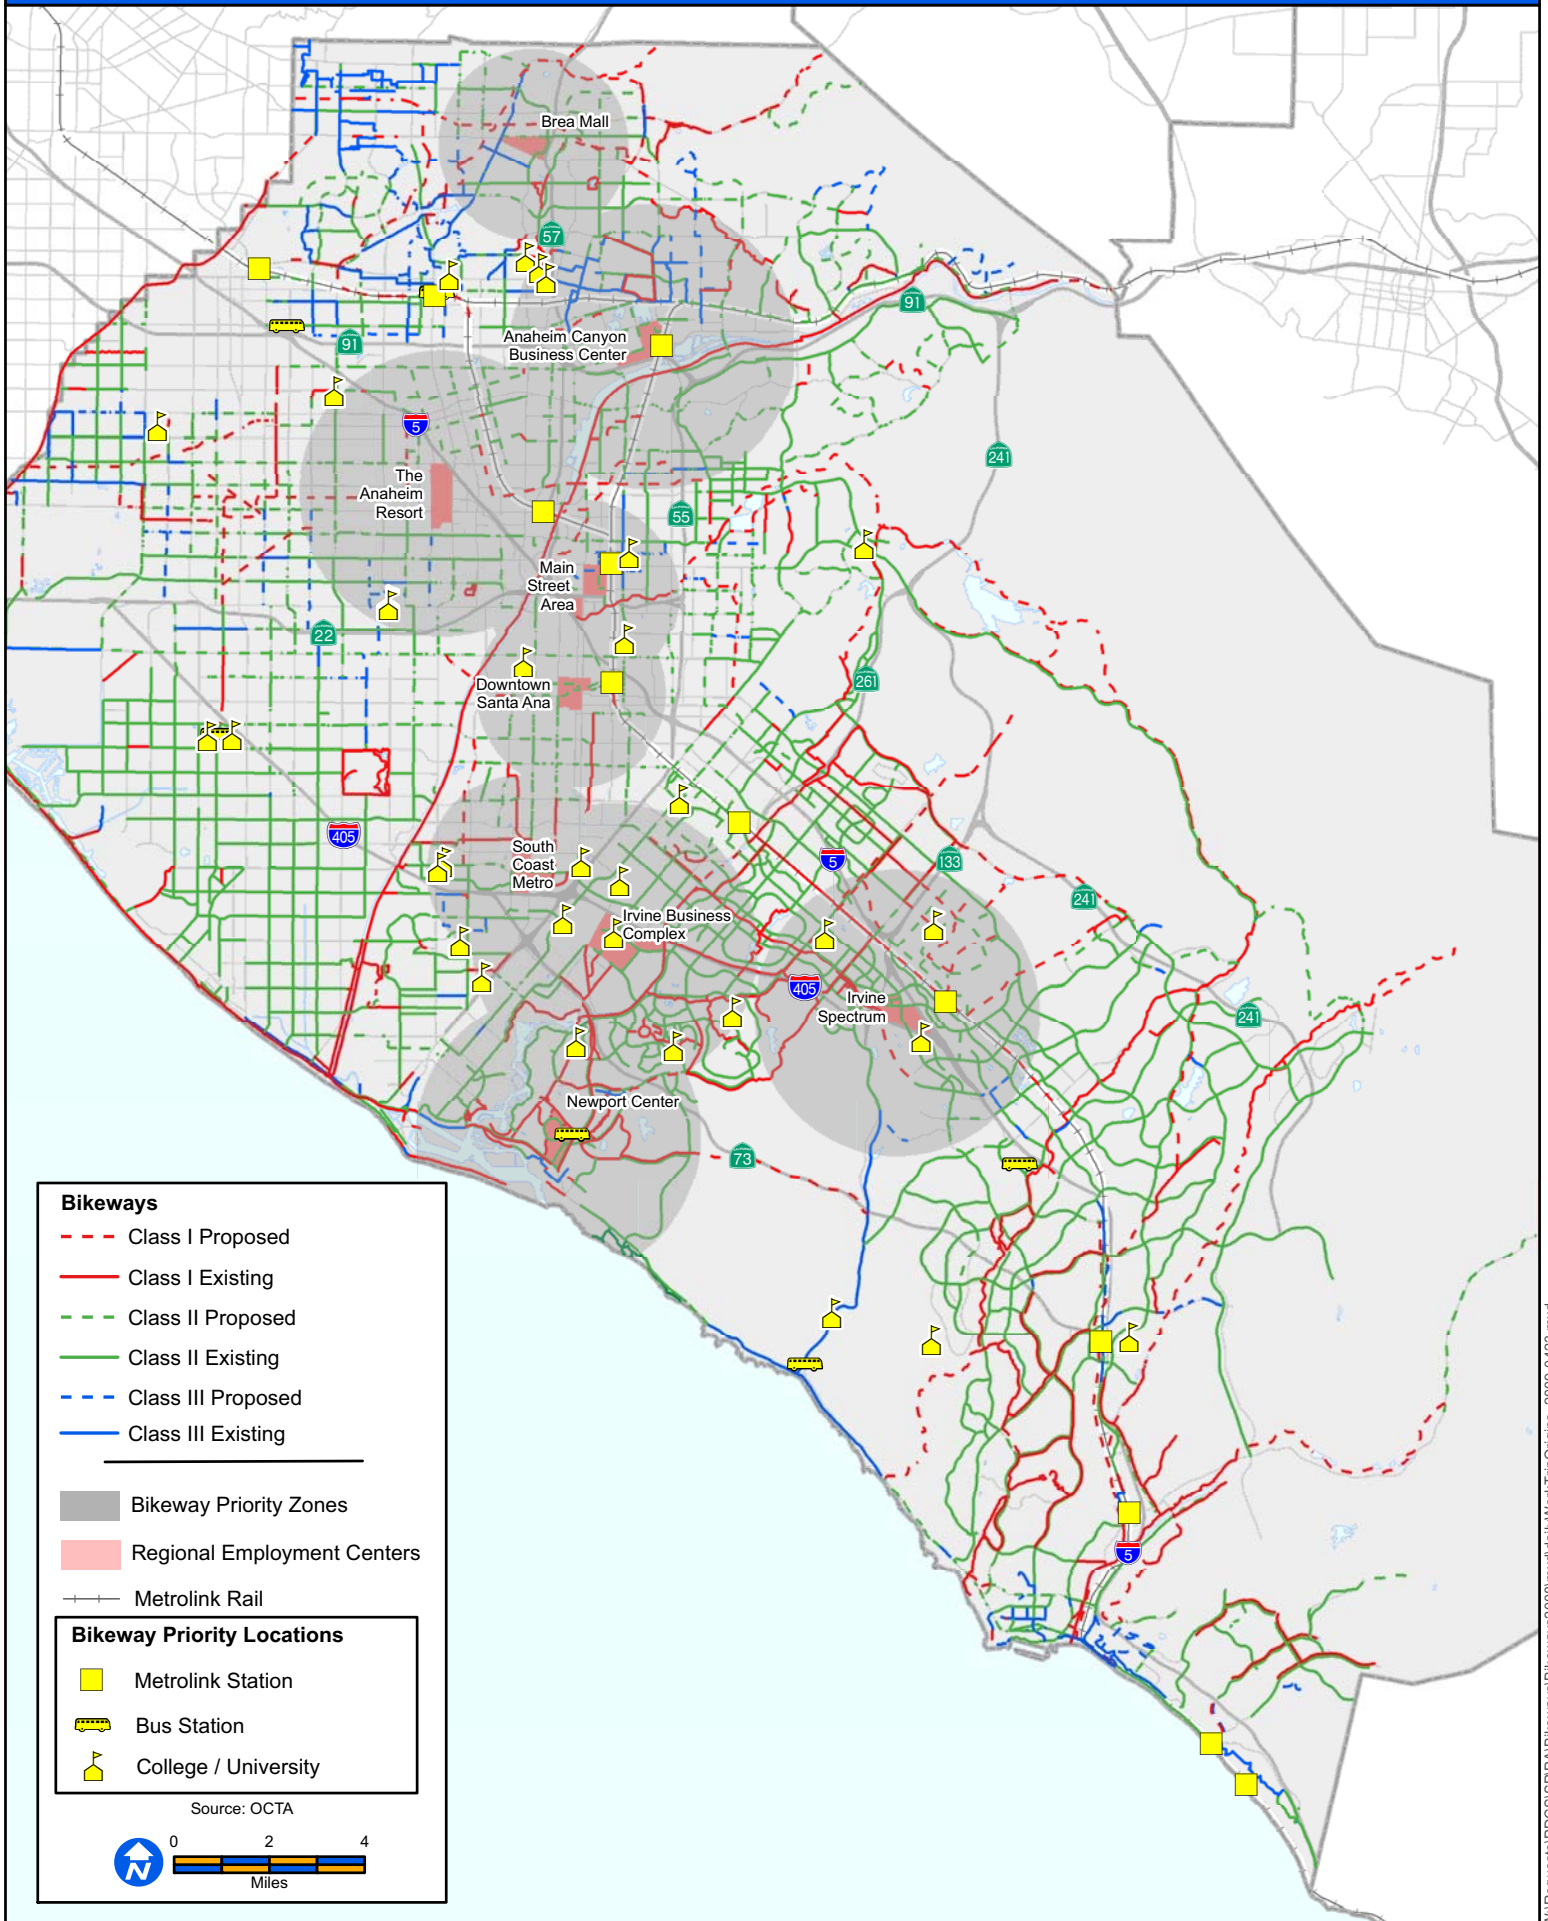 Brea Mall
57
91
Anaheim Canyon
Business Center
91
5
241
The
Anaheim
Resort
55
Main
Street
Area
22
261
Downtown
Santa Ana
405
5
South
Coast
Metro
133
241
Irvine Business
Complex
405
Irvine
Spectrum
241
Newport Center
73
5
Bikeways
Class I Proposed
Class I Existing
Class II Proposed
Class II Existing
Class III Proposed
Class III Existing
Bikeway Priority Zones
Regional Employment Centers
Metrolink Rail
Bikeway Priority Locations
Metrolink Station
Bus Station
College / University
Source: OCTA
N
0 2 4
Miles